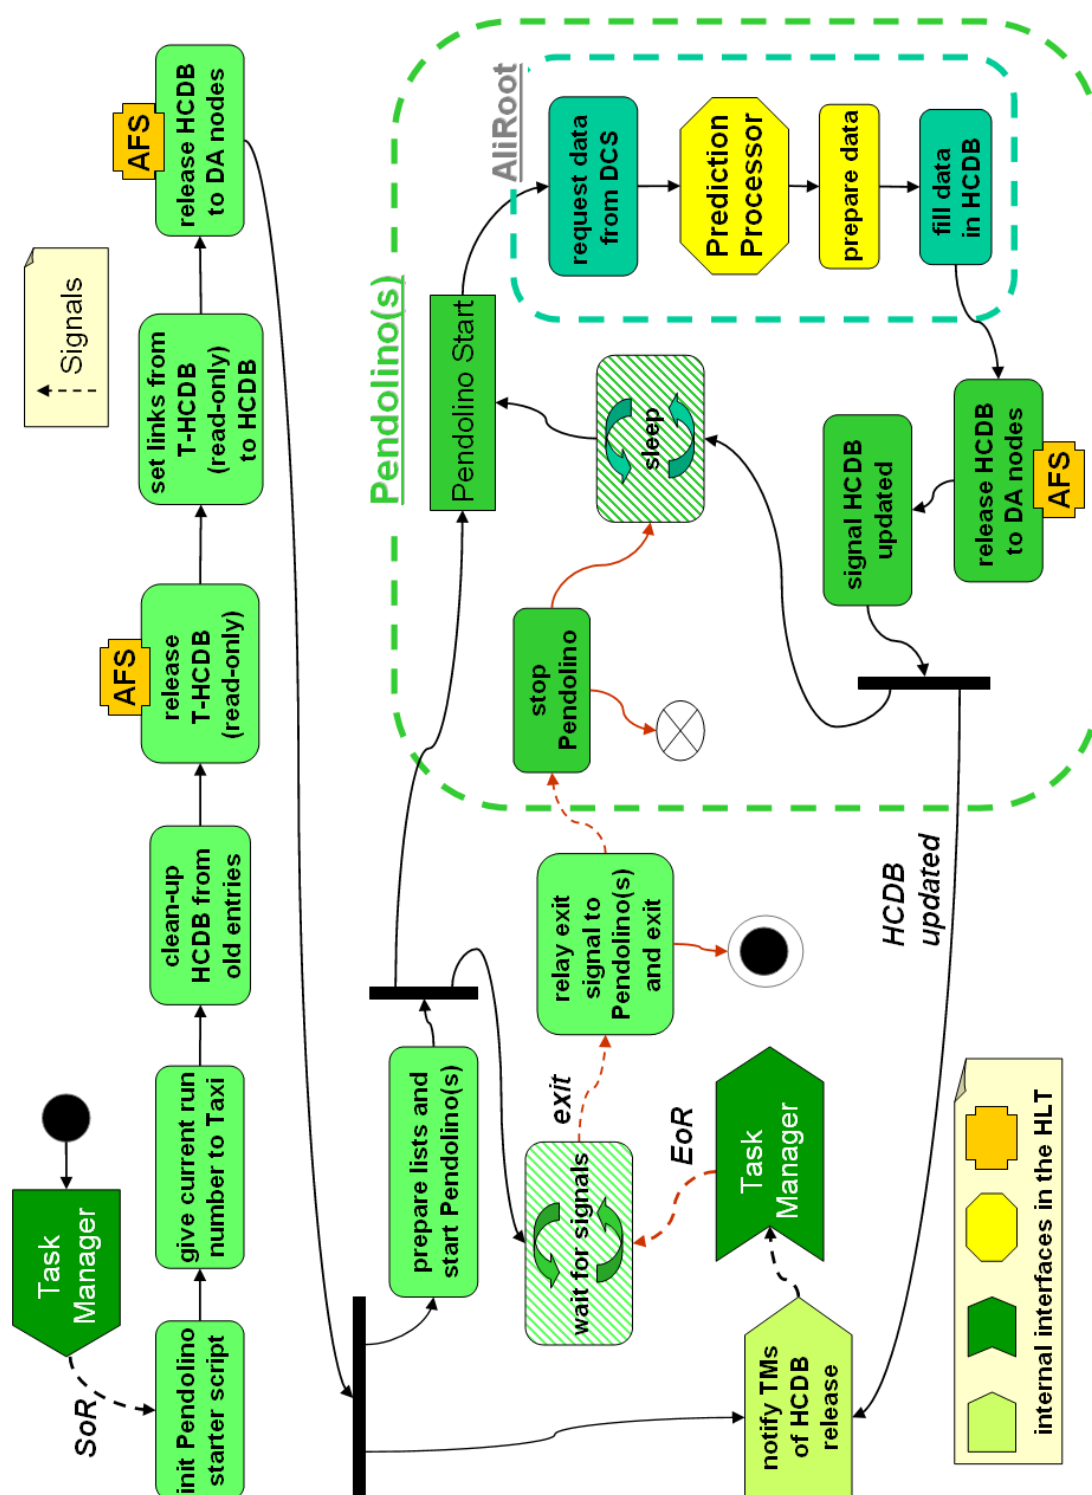 Task
Manager
SoR
init Pendolino
starter script
give current run
number to Taxi
clean-up
HCDB from
old entries
AFS
release
T-HCDB
(read-only)
set links from
T-HCDB
(read-only)
to HCDB
AFS
release HCDB
to DA nodes
Signals
prepare lists and
start Pendolino(s)
wait for signals
exit
relay exit
signal to
Pendolino(s)
and exit
EoR
Task
Manager
notify TMs
of HCDB
release
HCDB
updated
Pendolino(s)
Pendolino Start
stop
Pendolino
sleep
AliRoot
request data
from DCS
Prediction
Processor
prepare data
fill data
in HCDB
release HCDB
to DA nodes
AFS
signal HCDB
updated
internal interfaces in the HLT